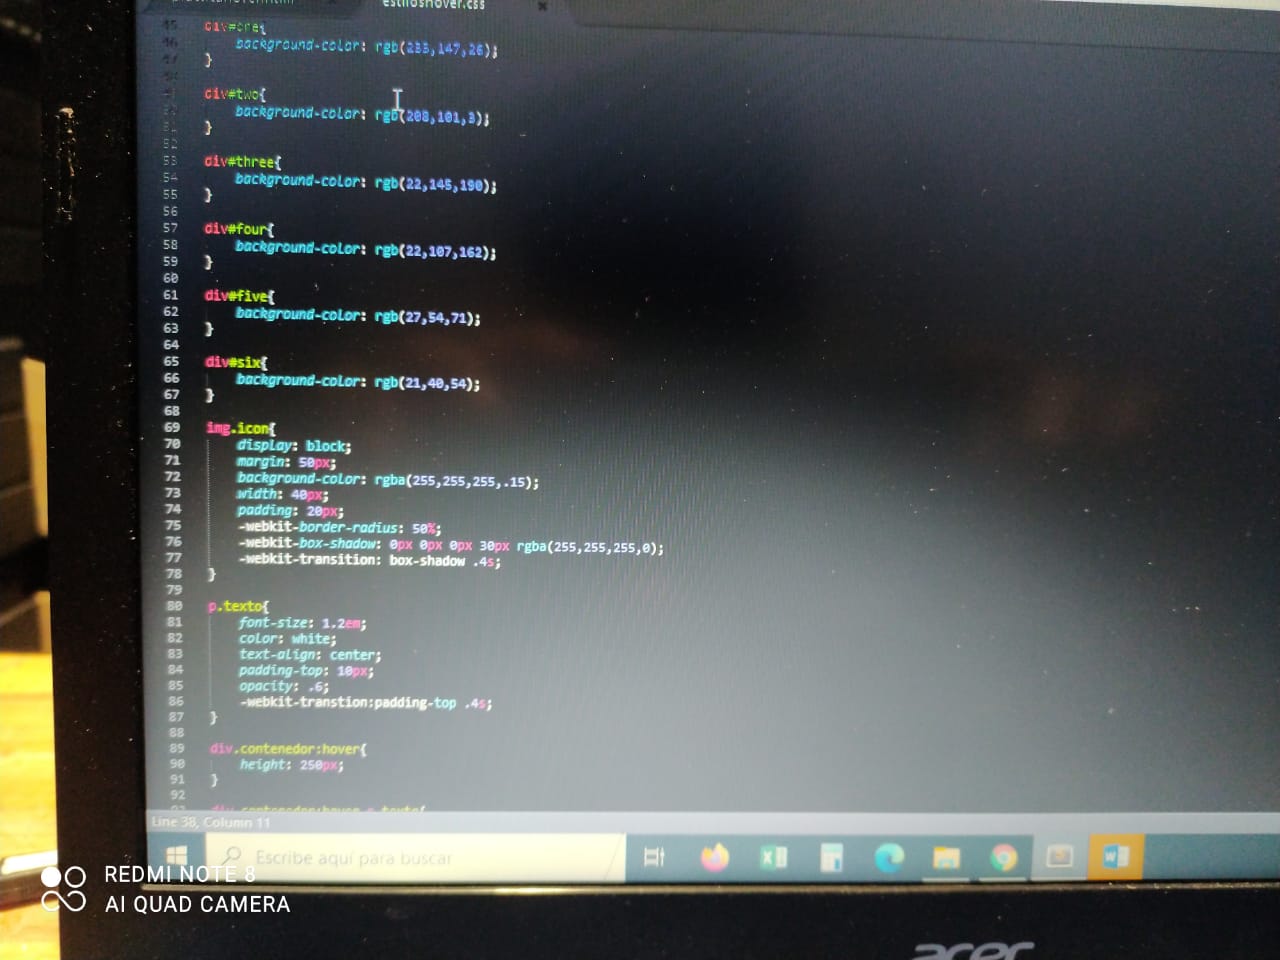 estiloshover.css
45 div#one{
46 background-color: rgb(235,147,26);
47 }
div#two{
background-color: rgb(208,101,3);
51 }
52
53 div#three{
54 background-color: rgb(22,145,190);
55 }
56
57 div#four{
58 background-color: rgb(22,107,162);
59 }
60
61 div#five{
62 background-color: rgb(27,54,71);
63 }
64
65 div#six{
66 background-color: rgb(21,40,54);
67 }
68
69 img.icon{
70 display: block;
71 margin: 50px;
72 background-color: rgba(255,255,255,.15);
73 width: 40px;
74 padding: 20px;
75 -webkit-border-radius: 50%;
76 -webkit-box-shadow: 0px 0px 0px 30px rgba(255,255,255,0);
77 -webkit-transition: box-shadow .4s;
78 }
79
80 p.texto{
81 font-size: 1.2em;
82 color: white;
83 text-align: center;
84 padding-top: 10px;
85 opacity: .6;
86 -webkit-transtion:padding-top .4s;
87 }
88
89 div.contenedor:hover{
90 height: 250px;
91 }
92
93 div.contenedor:hover p.texto{
Line 38, Column 11
Escribe aquí para buscar
REDMI NOTE 8
AI QUAD CAMERA
acer